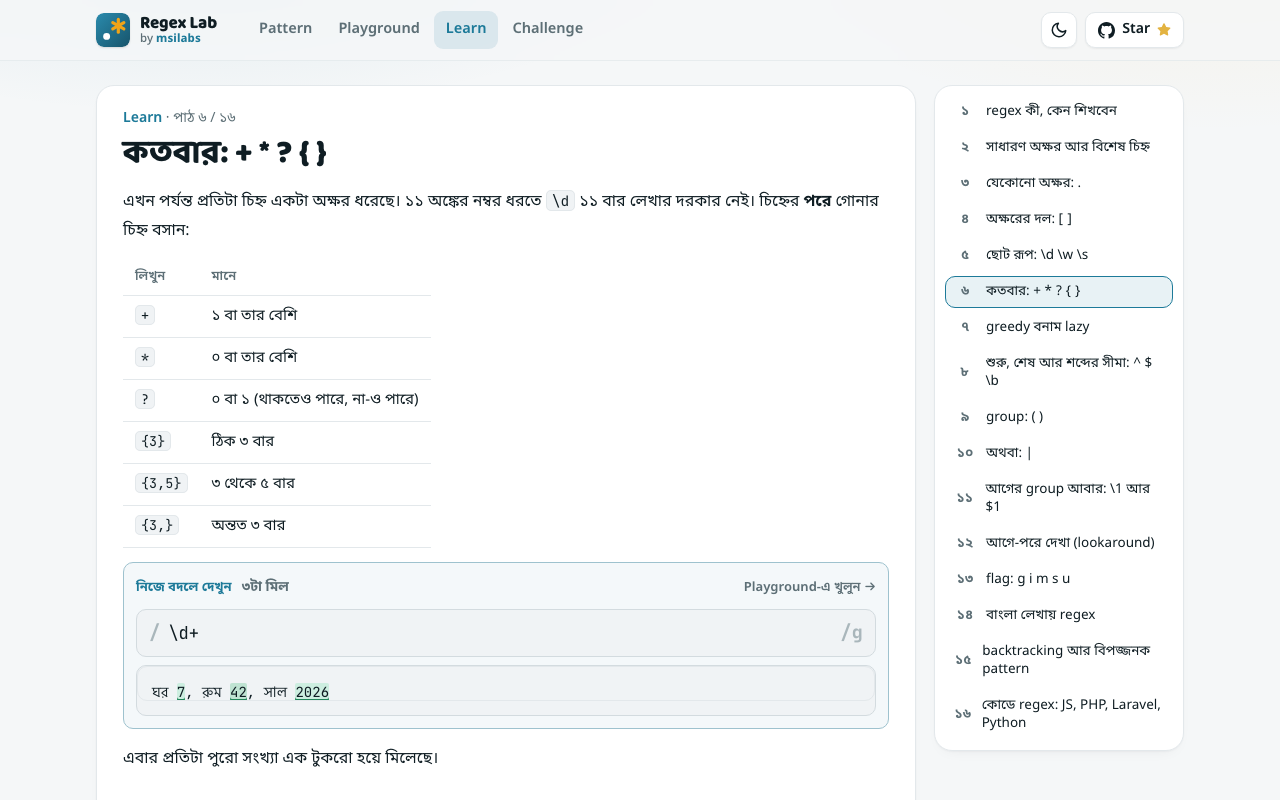 Regex Lab
by msilabs
Pattern
Playground
Learn
Challenge
Star
Learn · পাঠ ৬ / ১৬
কতবার: + * ? { }
এখন পর্যন্ত প্রতিটা চিহ্ন একটা অক্ষর ধরেছে। ১১ অঙ্কের নম্বর ধরতে \d ১১ বার লেখার দরকার নেই। চিহ্নের পরে গোনার
চিহ্ন বসান:
লিখুন মানে
+ ১ বা তার বেশি
* ০ বা তার বেশি
? ০ বা ১ (থাকতেও পারে, না-ও পারে)
{3} ঠিক ৩ বার
{3,5} ৩ থেকে ৫ বার
{3,} অন্তত ৩ বার
নিজে বদলে দেখুন ৩টা মিল
Playground-এ খুলুন →
/ \d+ /g
ঘর 7, রুম 42, সাল 2026
এবার প্রতিটা পুরো সংখ্যা এক টুকরো হয়ে মিলেছে।
১ regex কী, কেন শিখবেন
২ সাধারণ অক্ষর আর বিশেষ চিহ্ন
৩ যেকোনো অক্ষর: .
৪ অক্ষরের দল: [ ]
৫ ছোট রূপ: \d \w \s
৬ কতবার: + * ? { }
৭ greedy বনাম lazy
৮ শুরু, শেষ আর শব্দের সীমা: ^ $
\b
৯ group: ( )
১০ অথবা: |
১১ আগের group আবার: \1 আর
$1
১২ আগে-পরে দেখা (lookaround)
১৩ flag: g i m s u
১৪ বাংলা লেখায় regex
১৫ backtracking আর বিপজ্জনক
pattern
১৬ কোডে regex: JS, PHP, Laravel,
Python